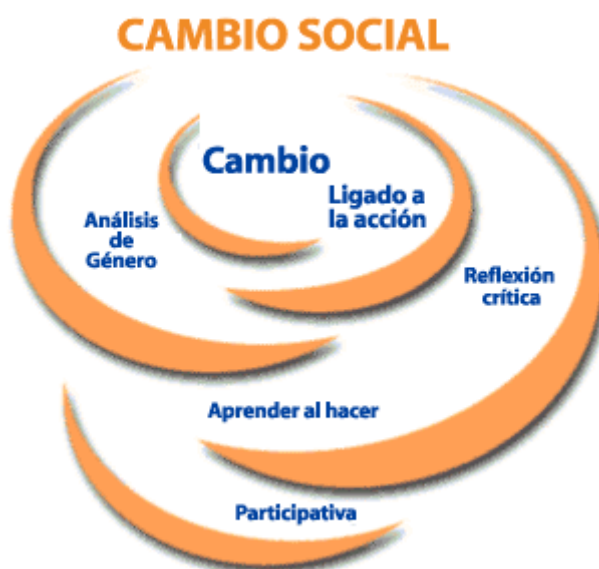 CAMBIO SOCIAL
Cambio
Ligado a
la acción
Análisis
de
Género
Reflexión
crítica
Aprender al hacer
Participativa